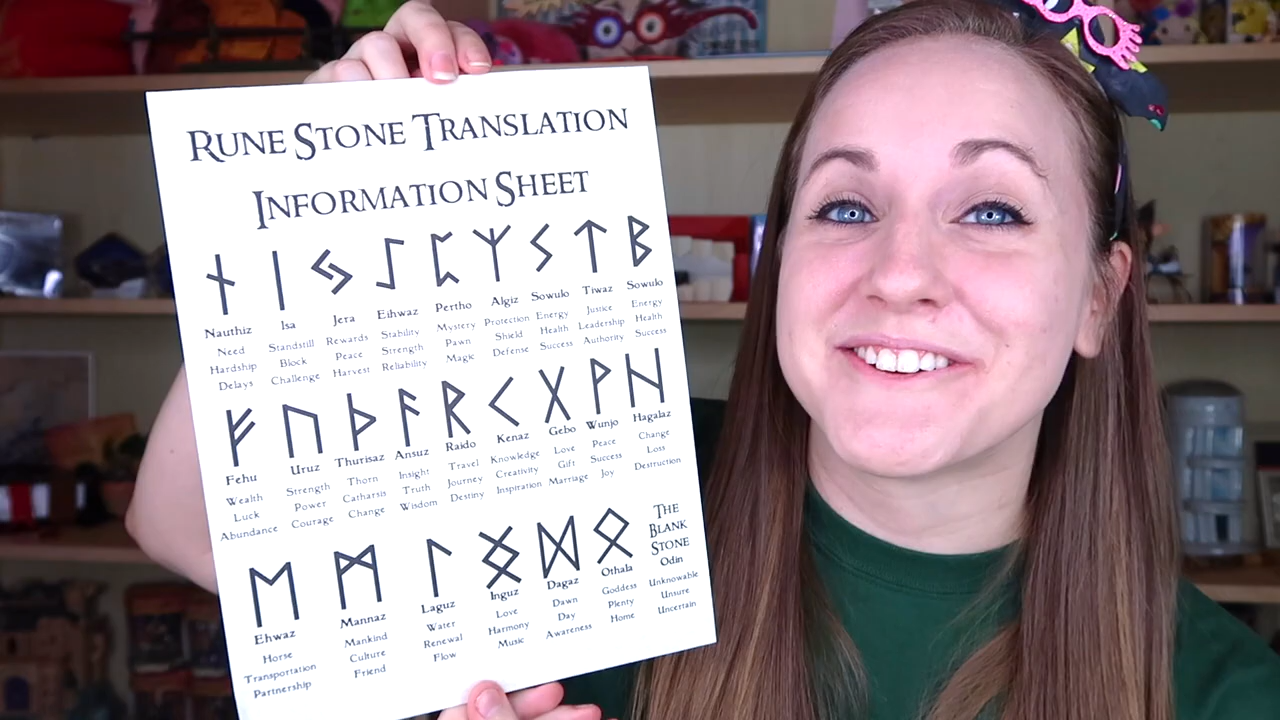 RUNE STONE TRANSLATION
INFORMATION SHEET
ᚾ ᛁ ᛃ ᛇ ᛈ ᛉ ᛊ ᛏ ᛒ
Nauthiz Isa Jera Eihwaz Pertho Algiz Sowulo Tiwaz Sowulo
Need Standstill Rewards Stability Mystery Protection Energy Justice Energy
Hardship Block Peace Strength Pawn Shield Health Leadership Health
Delays Challenge Harvest Reliability Magic Defense Success Authority Success
ᚠ ᚢ ᚦ ᚨ ᚱ ᚲ ᚷ ᚹ ᚺ
Fehu Uruz Thurisaz Ansuz Raido Kenaz Gebo Wunjo Hagalaz
Wealth Strength Thorn Insight Travel Knowledge Love Peace Change
Luck Power Catharsis Truth Journey Creativity Gift Success Loss
Abundance Courage Change Wisdom Destiny Inspiration Marriage Joy Destruction
ᛖ ᛗ ᛚ ᛝ ᛞ ᛟ THE BLANK STONE
Ehwaz Mannaz Laguz Inguz Dagaz Othala Odin
Horse Mankind Water Love Dawn Goddess Unknowable
Transportation Culture Renewal Harmony Day Plenty Unsure
Partnership Friend Flow Music Awareness Home Uncertain